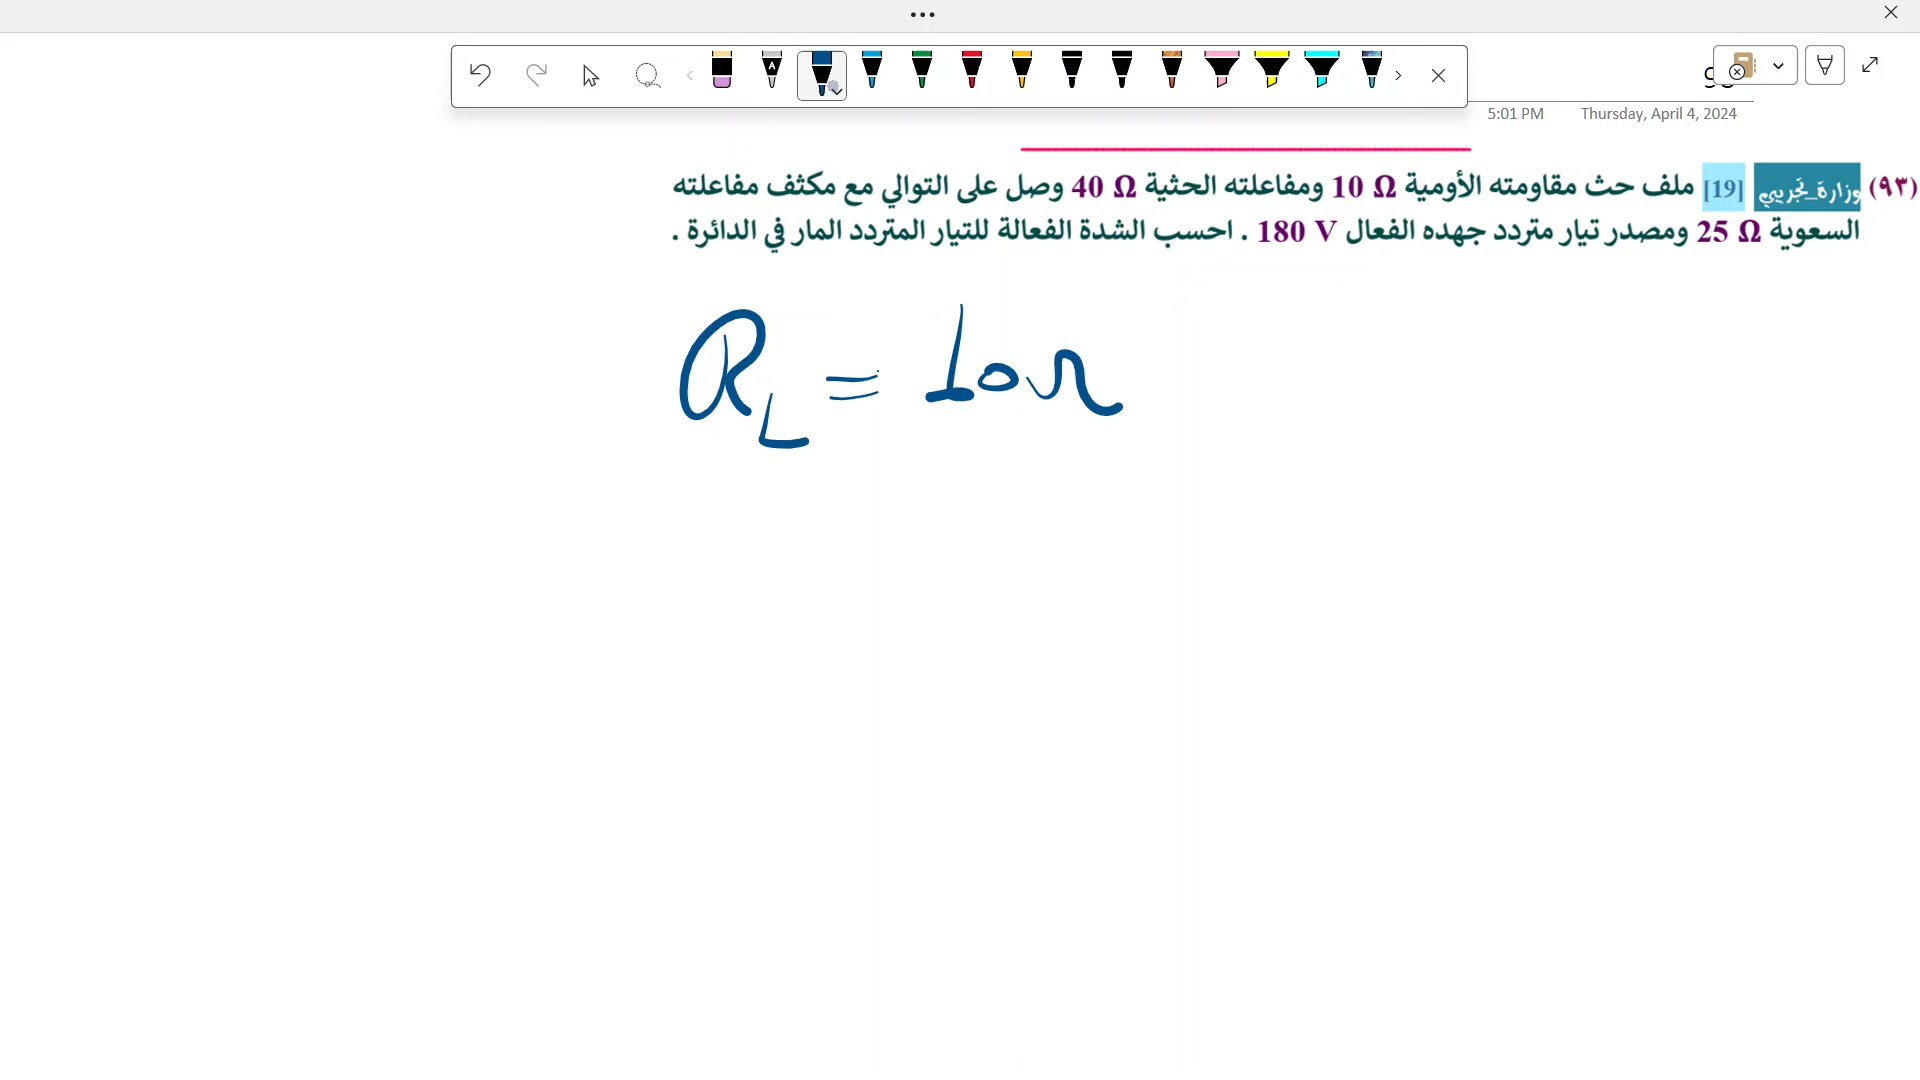 5:01 PM Thursday, April 4, 2024
(٩٣) وزارة_تجريبي [19] ملف حث مقاومته الأومية 10 Ω ومفاعلته الحثية 40 Ω وصل على التوالي مع مكثف مفاعلته
السعوية 25 Ω ومصدر تيار متردد جهده الفعال 180 V . احسب الشدة الفعالة للتيار المتردد المار في الدائرة .
R_L = 10 Ω